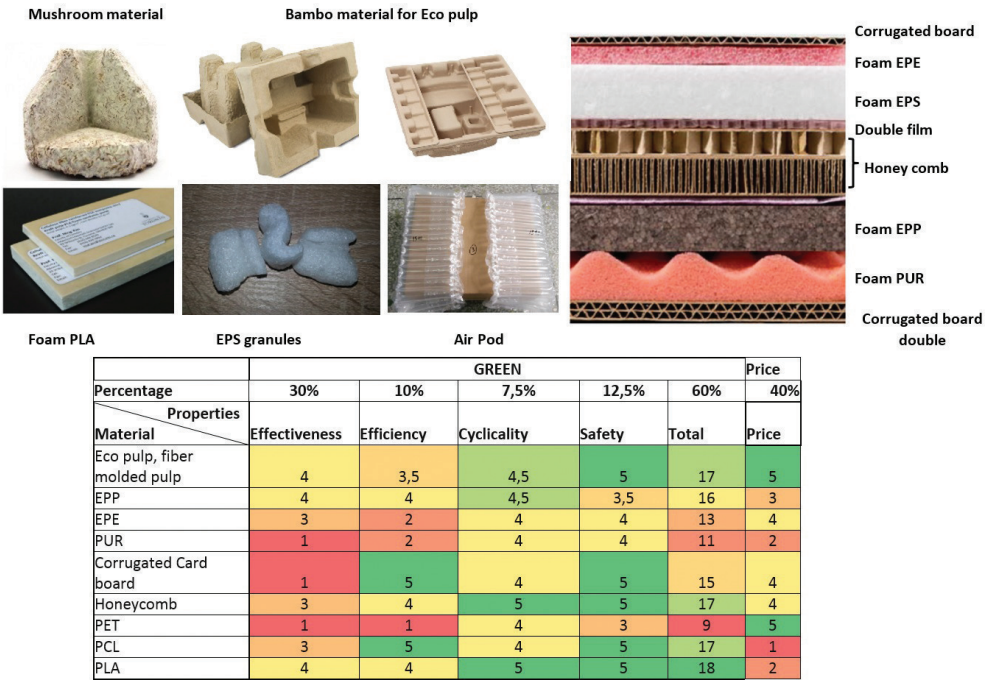 Mushroom material
Bambo material for Eco pulp
Corrugated board
Foam EPE
Foam EPS
Double film
Honey comb
Foam EPP
Foam PUR
Corrugated board
double
Foam PLA
EPS granules
Air Pod
GREEN Price
Percentage 30% 10% 7,5% 12,5% 60% 40%
Properties
Material Effectiveness Efficiency Cyclicality Safety Total Price
Eco pulp, fiber
molded pulp 4 3,5 4,5 5 17 5
EPP 4 4 4,5 3,5 16 3
EPE 3 2 4 4 13 4
PUR 1 2 4 4 11 2
Corrugated Card
board 1 5 4 5 15 4
Honeycomb 3 4 5 5 17 4
PET 1 1 4 3 9 5
PCL 3 5 4 5 17 1
PLA 4 4 5 5 18 2